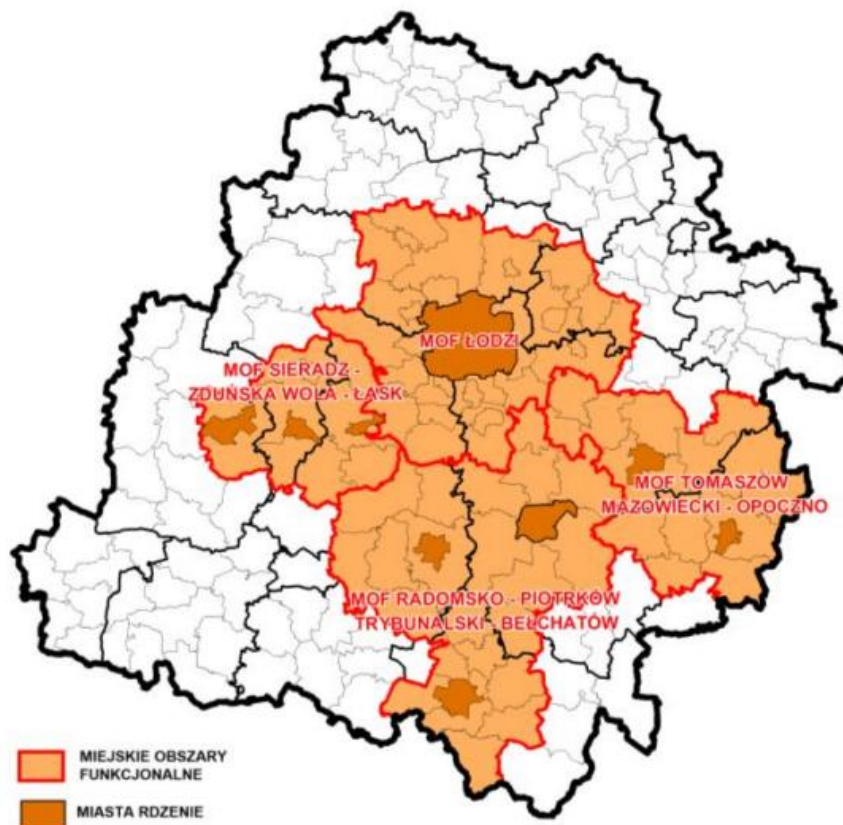 MOF ŁODZI
MOF SIERADZ -
ZDUŃSKA WOLA - ŁASK
MOF TOMASZÓW
MAZOWIECKI - OPOCZNO
MOF RADOMSKO - PIOTRKÓW
TRYBUNALSKI - BEŁCHATÓW
MIEJSKIE OBSZARY
FUNKCJONALNE
MIASTA RDZENIE